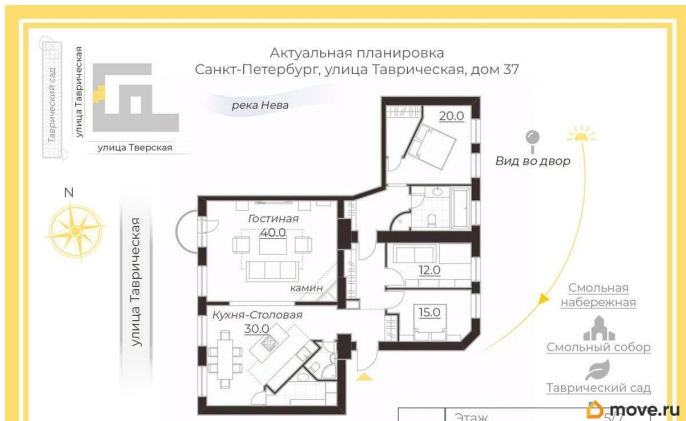 Актуальная планировка
Санкт-Петербург, улица Таврическая, дом 37
Таврический сад
улица Таврическая
улица Тверская
река Нева
20.0
Вид во двор
N
улица Таврическая
Гостиная
40.0
камин
12.0
15.0
Кухня-Столовая
30.0
Смольная
набережная
Смольный собор
Таврический сад
Этаж
move.ru